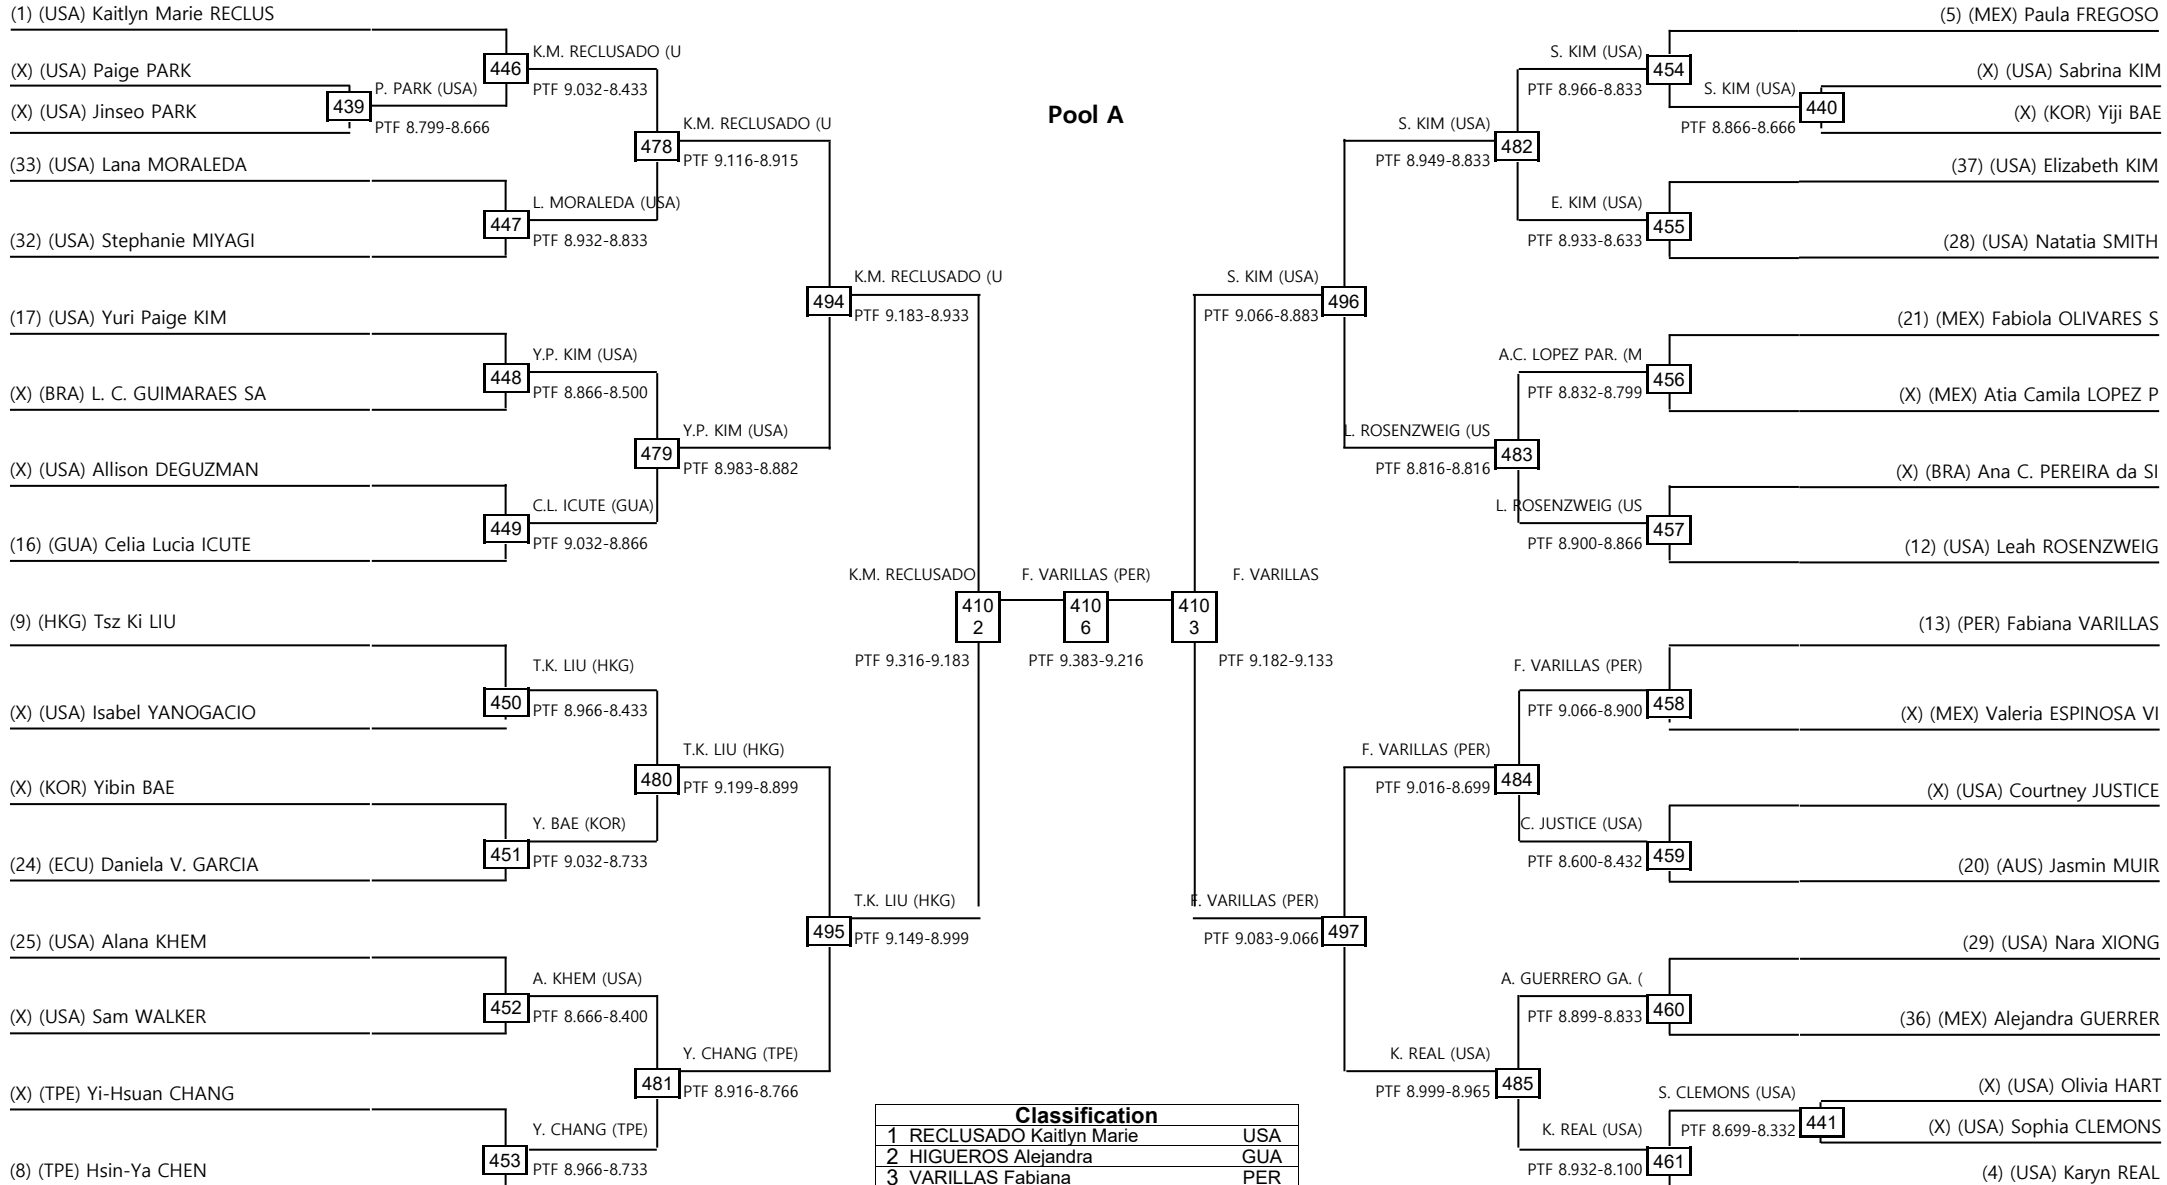 (1) (USA) Kaitlyn Marie RECLUS
(X) (USA) Paige PARK
(X) (USA) Jinseo PARK
439
P. PARK (USA)
PTF 8.799-8.666
446
K.M. RECLUSADO (U
PTF 9.032-8.433
(33) (USA) Lana MORALEDA
(32) (USA) Stephanie MIYAGI
447
L. MORALEDA (USA)
PTF 8.932-8.833
478
K.M. RECLUSADO (U
PTF 9.116-8.915
(17) (USA) Yuri Paige KIM
(X) (BRA) L. C. GUIMARAES SA
448
Y.P. KIM (USA)
PTF 8.866-8.500
(X) (USA) Allison DEGUZMAN
(16) (GUA) Celia Lucia ICUTE
449
C.L. ICUTE (GUA)
PTF 9.032-8.866
479
Y.P. KIM (USA)
PTF 8.983-8.882
494
K.M. RECLUSADO (U
PTF 9.183-8.933
(9) (HKG) Tsz Ki LIU
(X) (USA) Isabel YANOGACIO
450
T.K. LIU (HKG)
PTF 8.966-8.433
(X) (KOR) Yibin BAE
(24) (ECU) Daniela V. GARCIA
451
Y. BAE (KOR)
PTF 9.032-8.733
480
T.K. LIU (HKG)
PTF 9.199-8.899
(25) (USA) Alana KHEM
(X) (USA) Sam WALKER
452
A. KHEM (USA)
PTF 8.666-8.400
(X) (TPE) Yi-Hsuan CHANG
(8) (TPE) Hsin-Ya CHEN
453
Y. CHANG (TPE)
PTF 8.966-8.733
481
Y. CHANG (TPE)
PTF 8.916-8.766
495
T.K. LIU (HKG)
PTF 9.149-8.999
Pool A
K.M. RECLUSADO
410
2
PTF 9.316-9.183
F. VARILLAS (PER)
410
6
PTF 9.383-9.216
F. VARILLAS
410
3
PTF 9.182-9.133
(5) (MEX) Paula FREGOSO
(X) (USA) Sabrina KIM
(X) (KOR) Yiji BAE
440
S. KIM (USA)
PTF 8.866-8.666
454
S. KIM (USA)
PTF 8.966-8.833
(37) (USA) Elizabeth KIM
(28) (USA) Natatia SMITH
455
E. KIM (USA)
PTF 8.933-8.633
482
S. KIM (USA)
PTF 8.949-8.833
(21) (MEX) Fabiola OLIVARES S
(X) (MEX) Atia Camila LOPEZ P
456
A.C. LOPEZ PAR. (M
PTF 8.832-8.799
(X) (BRA) Ana C. PEREIRA da SI
(12) (USA) Leah ROSENZWEIG
457
L. ROSENZWEIG (US
PTF 8.900-8.866
483
L. ROSENZWEIG (US
PTF 8.816-8.816
496
S. KIM (USA)
PTF 9.066-8.883
(13) (PER) Fabiana VARILLAS
(X) (MEX) Valeria ESPINOSA VI
458
F. VARILLAS (PER)
PTF 9.066-8.900
(X) (USA) Courtney JUSTICE
(20) (AUS) Jasmin MUIR
459
C. JUSTICE (USA)
PTF 8.600-8.432
484
F. VARILLAS (PER)
PTF 9.016-8.699
(29) (USA) Nara XIONG
(36) (MEX) Alejandra GUERRER
460
A. GUERRERO GA. (
PTF 8.899-8.833
(X) (USA) Olivia HART
(X) (USA) Sophia CLEMONS
441
S. CLEMONS (USA)
PTF 8.699-8.332
(4) (USA) Karyn REAL
461
K. REAL (USA)
PTF 8.932-8.100
485
K. REAL (USA)
PTF 8.999-8.965
497
F. VARILLAS (PER)
PTF 9.083-9.066
Classification
1 RECLUSADO Kaitlyn Marie USA
2 HIGUEROS Alejandra GUA
3 VARILLAS Fabiana PER